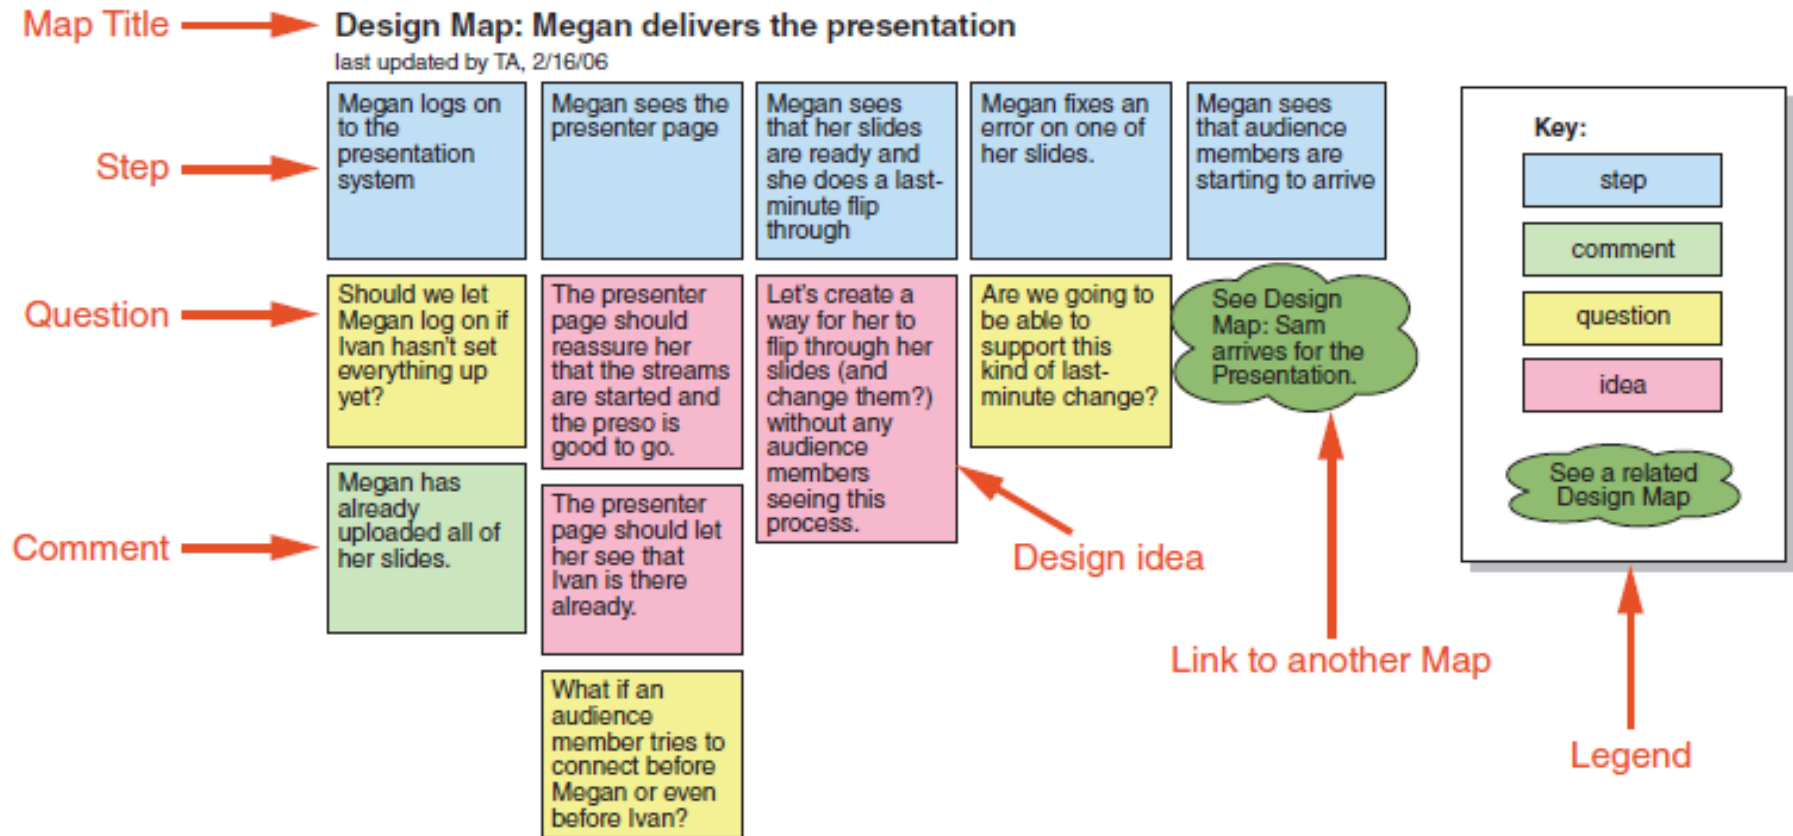 Map Title
Design Map: Megan delivers the presentation
last updated by TA, 2/16/06
Step
Megan logs on
to the
presentation
system
Megan sees the
presenter page
Megan sees
that her slides
are ready and
she does a last-
minute flip
through
Megan fixes an
error on one of
her slides.
Megan sees
that audience
members are
starting to arrive
Question
Should we let
Megan log on if
Ivan hasn't set
everything up
yet?
The presenter
page should
reassure her
that the streams
are started and
the preso is
good to go.
Let's create a
way for her to
flip through her
slides (and
change them?)
without any
audience
members
seeing this
process.
Are we going to
be able to
support this
kind of last-
minute change?
See Design
Map: Sam
arrives for the
Presentation.
Comment
Megan has
already
uploaded all of
her slides.
The presenter
page should let
her see that
Ivan is there
already.
What if an
audience
member tries to
connect before
Megan or even
before Ivan?
Design idea
Link to another Map
Key:
step
comment
question
idea
See a related
Design Map
Legend